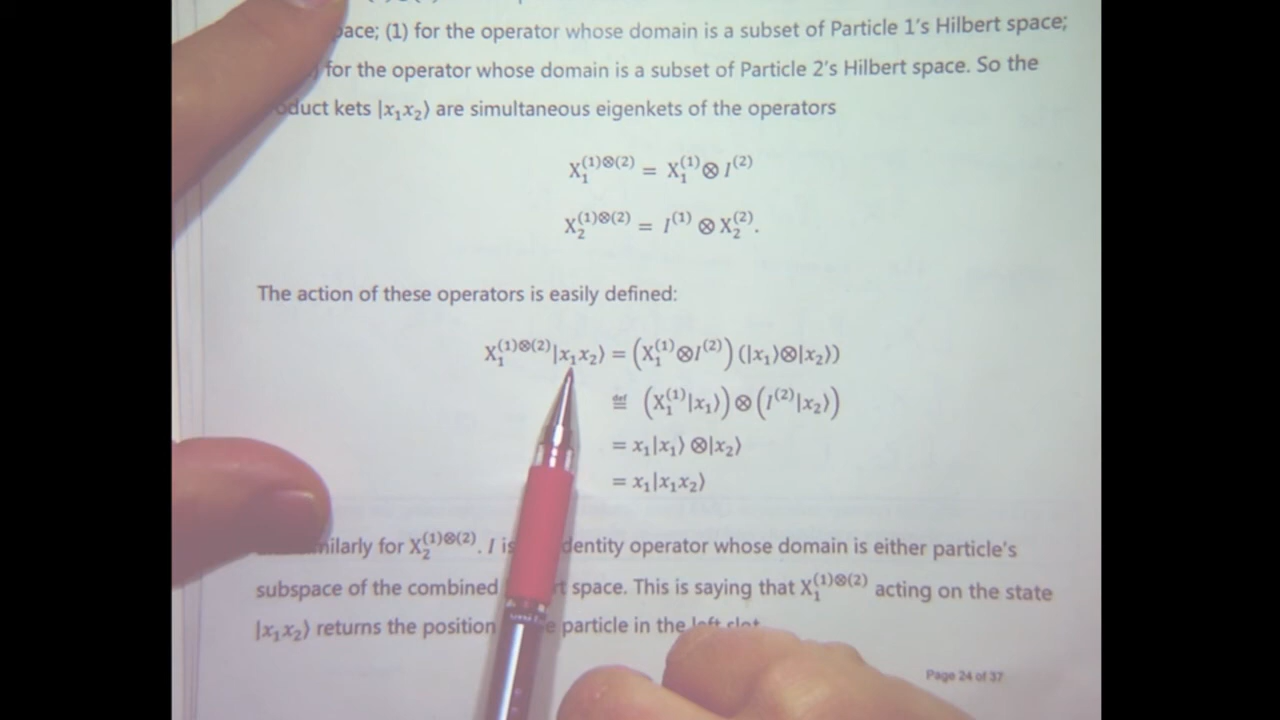 ace; (1) for the operator whose domain is a subset of Particle 1's Hilbert space;
for the operator whose domain is a subset of Particle 2's Hilbert space. So the
duct kets |x₁x₂⟩ are simultaneous eigenkets of the operators
X₁⁽¹⁾⊗⁽²⁾ = X₁⁽¹⁾⊗ I⁽²⁾
X₂⁽¹⁾⊗⁽²⁾ = I⁽¹⁾ ⊗ X₂⁽²⁾.
The action of these operators is easily defined:
X₁⁽¹⁾⊗⁽²⁾|x₁x₂⟩ = (X₁⁽¹⁾⊗I⁽²⁾)(|x₁⟩⊗|x₂⟩)
≝ (X₁⁽¹⁾|x₁⟩)⊗(I⁽²⁾|x₂⟩)
= x₁|x₁⟩ ⊗|x₂⟩
= x₁|x₁x₂⟩
milarly for X₂⁽¹⁾⊗⁽²⁾. I is dentity operator whose domain is either particle's
subspace of the combined rt space. This is saying that X₁⁽¹⁾⊗⁽²⁾ acting on the state
|x₁x₂⟩ returns the position e particle in the left slot
Page 24 of 37